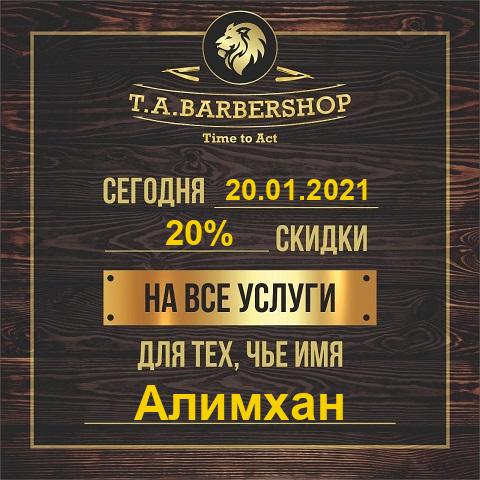 T.A.BARBERSHOP
Time to Act
СЕГОДНЯ 20.01.2021
20% СКИДКИ
НА ВСЕ УСЛУГИ
ДЛЯ ТЕХ, ЧЬЕ ИМЯ
Алимхан